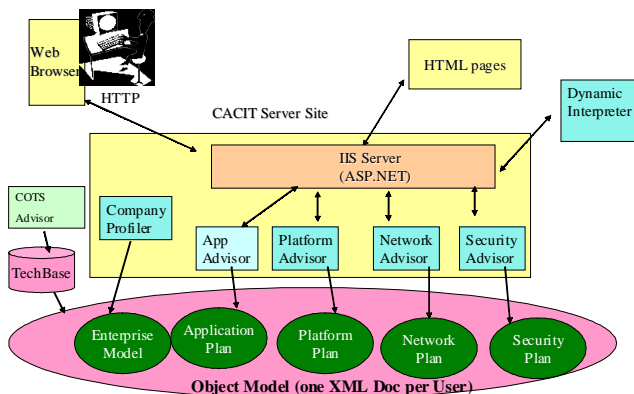 Web
Browser
HTTP
HTML pages
Dynamic
Interpreter
CACIT Server Site
IIS Server
(ASP.NET)
COTS
Advisor
Company
Profiler
TechBase
App
Advisor
Platform
Advisor
Network
Advisor
Security
Advisor
Enterprise
Model
Application
Plan
Platform
Plan
Network
Plan
Security
Plan
Object Model (one XML Doc per User)